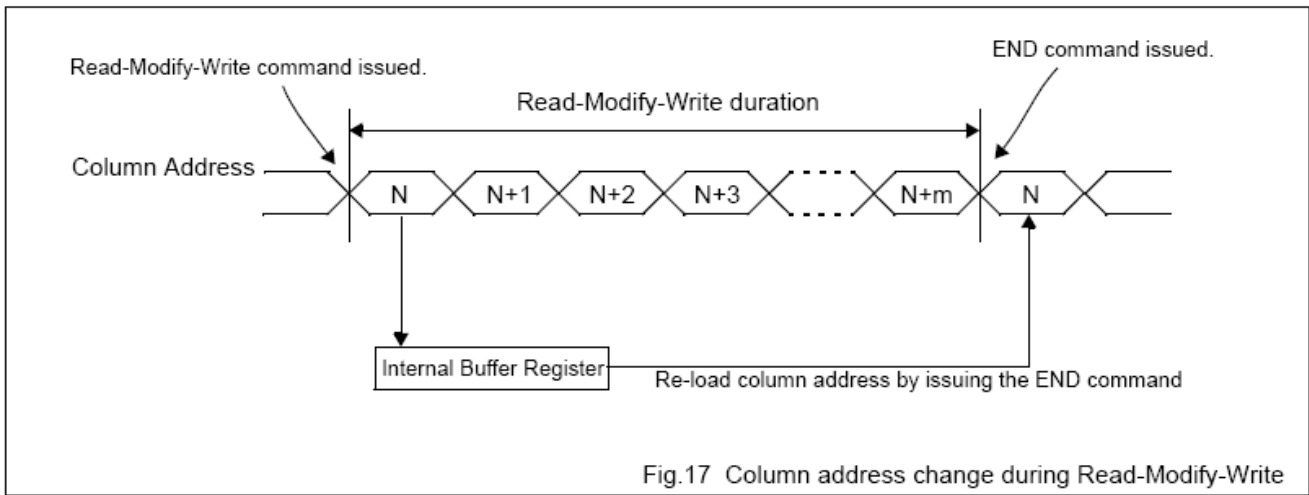 END command issued.
Read-Modify-Write command issued.
Read-Modify-Write duration
Column Address
N N+1 N+2 N+3 N+m N
Internal Buffer Register
Re-load column address by issuing the END command
Fig.17 Column address change during Read-Modify-Write